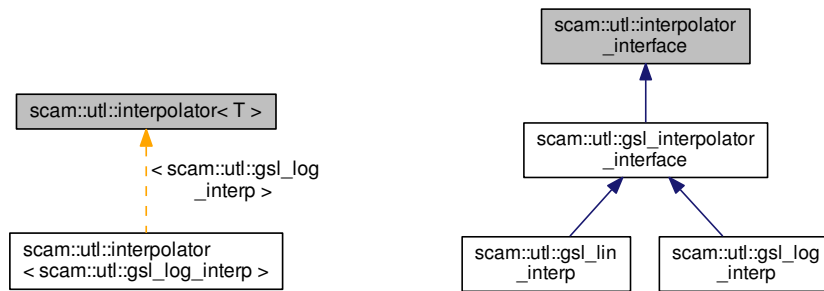 scam::utl::interpolator< T >
< scam::utl::gsl_log
_interp >
scam::utl::interpolator
< scam::utl::gsl_log_interp >
scam::utl::interpolator
_interface
scam::utl::gsl_interpolator
_interface
scam::utl::gsl_lin
_interp
scam::utl::gsl_log
_interp